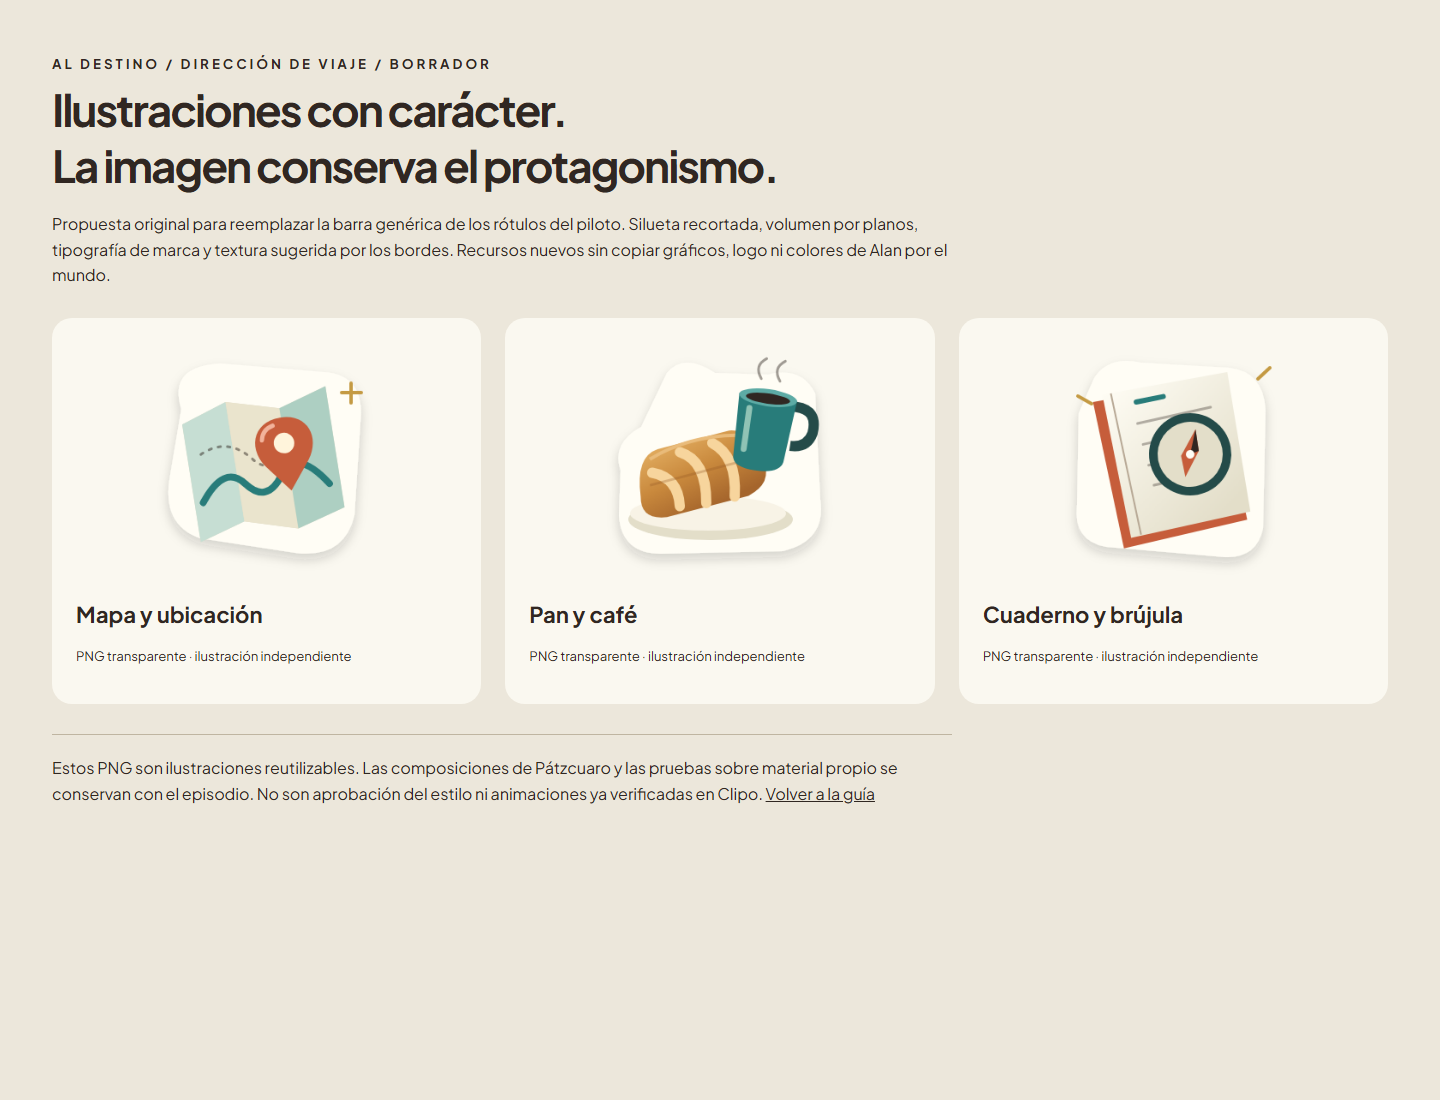 AL DESTINO / DIRECCIÓN DE VIAJE / BORRADOR
Ilustraciones con carácter.
La imagen conserva el protagonismo.
Propuesta original para reemplazar la barra genérica de los rótulos del piloto. Silueta recortada, volumen por planos,
tipografía de marca y textura sugerida por los bordes. Recursos nuevos sin copiar gráficos, logo ni colores de Alan por el
mundo.
Mapa y ubicación
PNG transparente · ilustración independiente
Pan y café
PNG transparente · ilustración independiente
Cuaderno y brújula
PNG transparente · ilustración independiente
Estos PNG son ilustraciones reutilizables. Las composiciones de Pátzcuaro y las pruebas sobre material propio se
conservan con el episodio. No son aprobación del estilo ni animaciones ya verificadas en Clipo. Volver a la guía